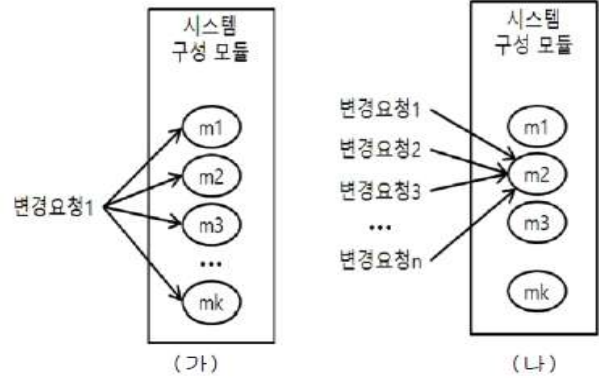 시스템
구성 모듈
m1
m2
변경요청1
m3
...
mk
(가)
시스템
구성 모듈
변경요청1
m1
변경요청2
m2
변경요청3
m3
...
변경요청n
mk
(나)